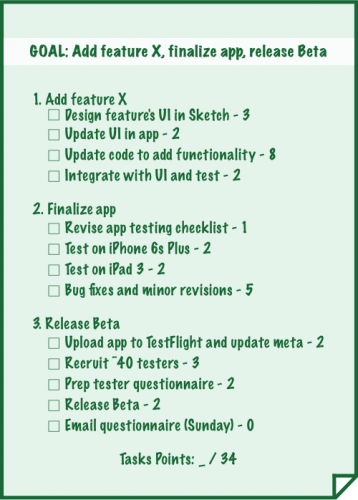 GOAL: Add feature X, finalize app, release Beta
1. Add feature X
Design feature's UI in Sketch - 3
Update UI in app - 2
Update code to add functionality - 8
Integrate with UI and test - 2
2. Finalize app
Revise app testing checklist - 1
Test on iPhone 6s Plus - 2
Test on iPad 3 - 2
Bug fixes and minor revisions - 5
3. Release Beta
Upload app to TestFlight and update meta - 2
Recruit ~40 testers - 3
Prep tester questionnaire - 2
Release Beta - 2
Email questionnaire (Sunday) - 0
Tasks Points: _ / 34